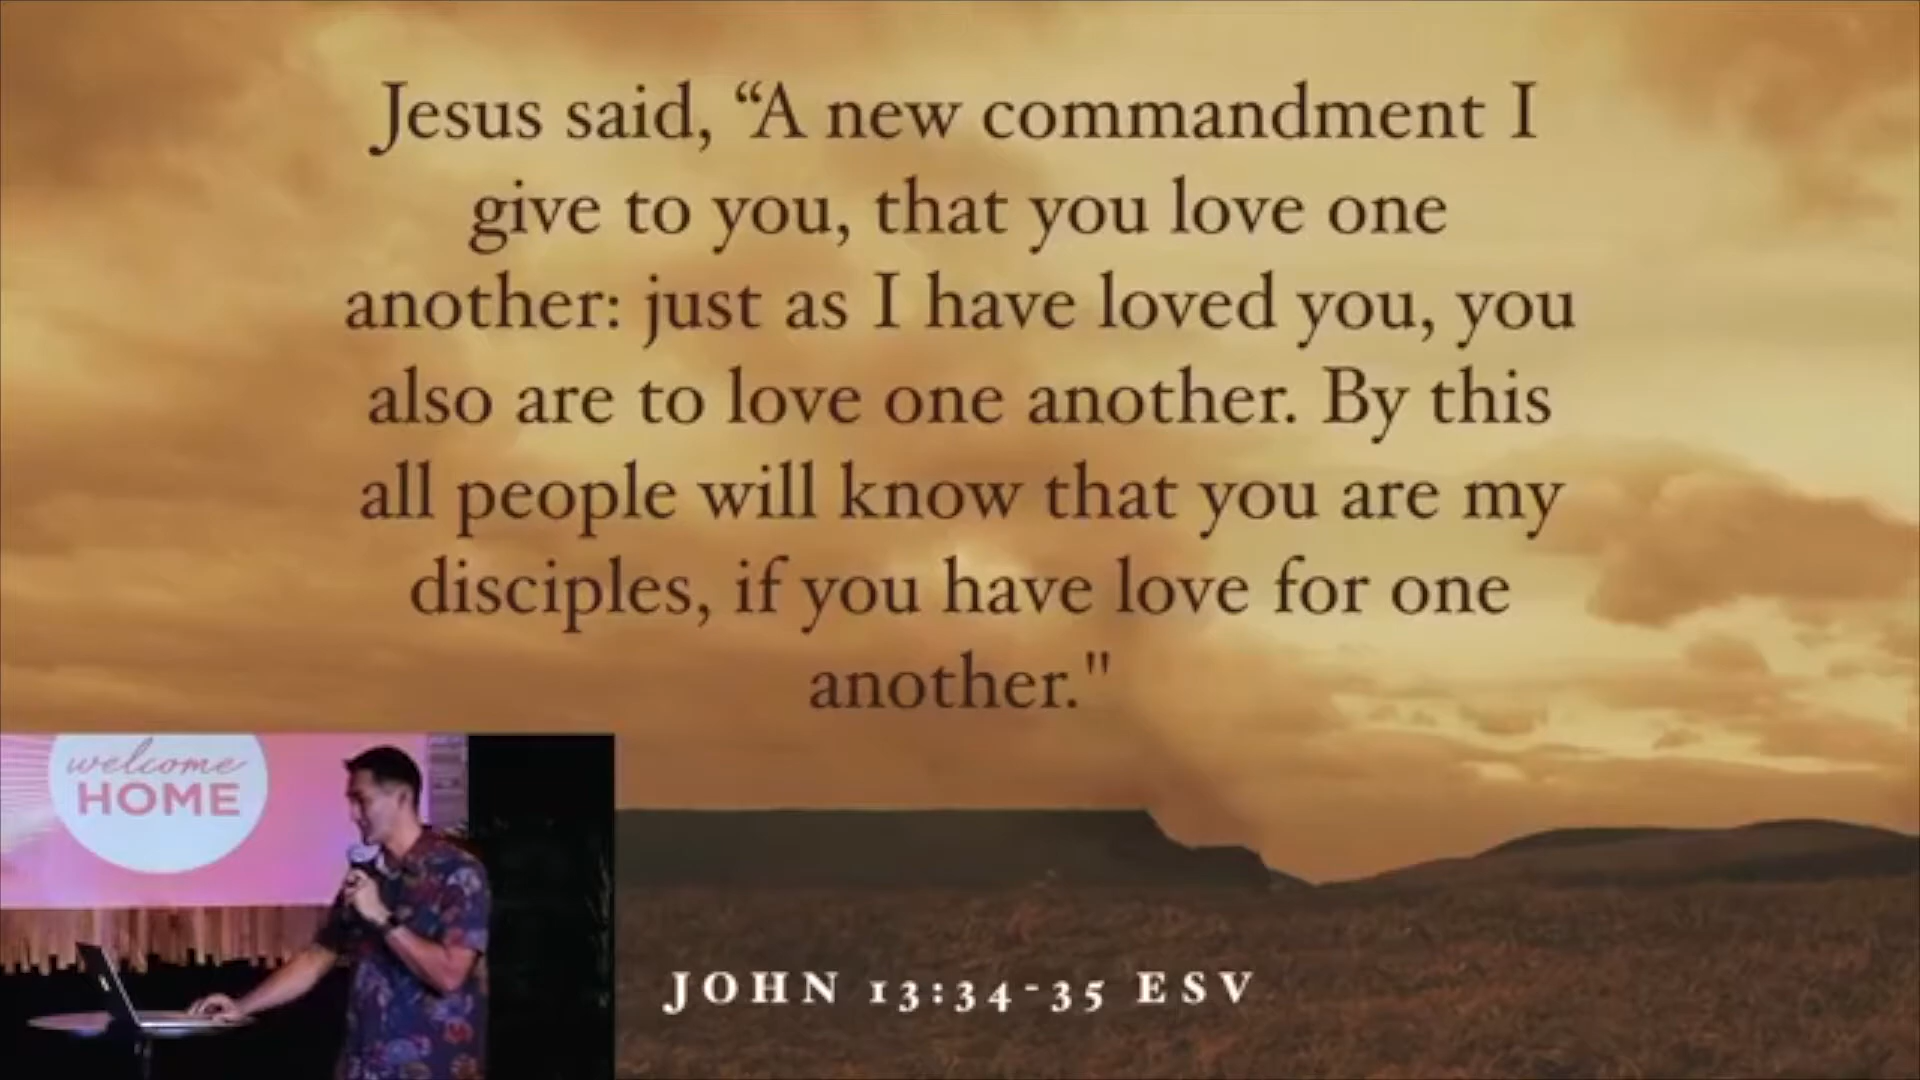 Jesus said, “A new commandment I
give to you, that you love one
another: just as I have loved you, you
also are to love one another. By this
all people will know that you are my
disciples, if you have love for one
another."
welcome
HOME
JOHN 13:34-35 ESV